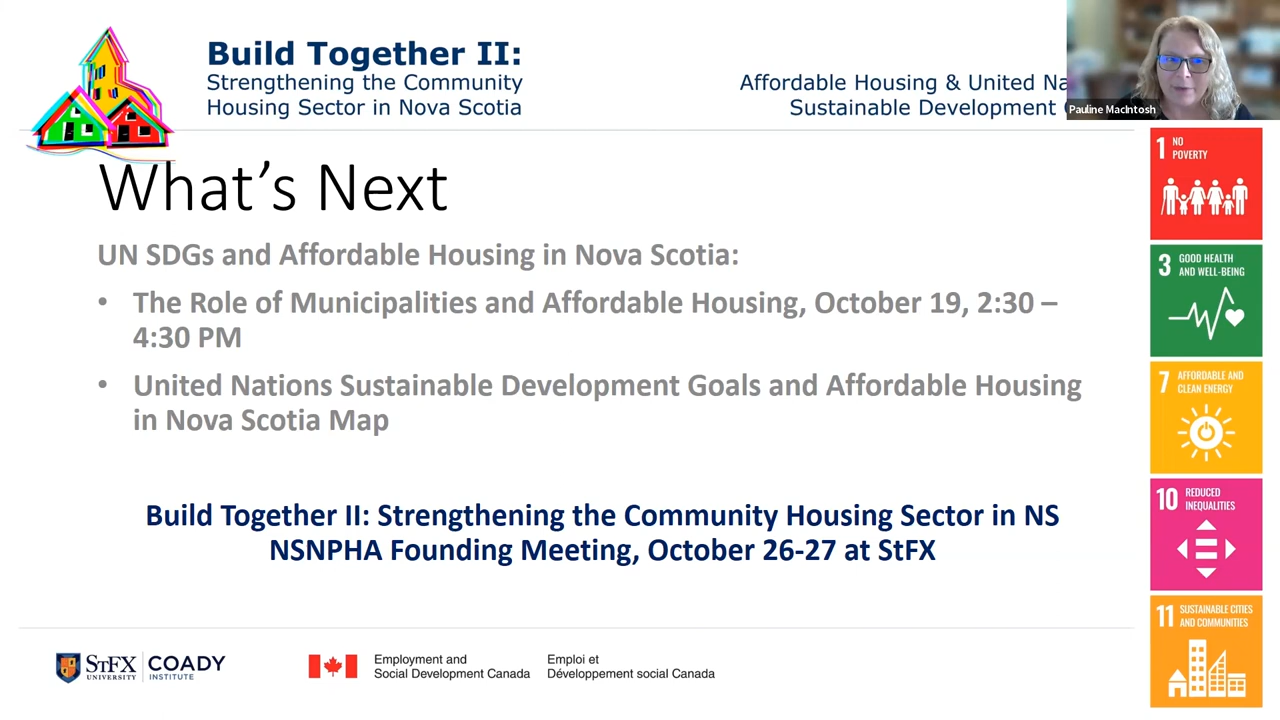 Build Together II:
Strengthening the Community
Housing Sector in Nova Scotia
Affordable Housing & United
Sustainable Development
Pauline MacIntosh
What's Next
UN SDGs and Affordable Housing in Nova Scotia:
• The Role of Municipalities and Affordable Housing, October 19, 2:30 –
4:30 PM
• United Nations Sustainable Development Goals and Affordable Housing
in Nova Scotia Map
Build Together II: Strengthening the Community Housing Sector in NS
NSNPHA Founding Meeting, October 26-27 at StFX
1 NO
POVERTY
3 GOOD HEALTH
AND WELL-BEING
7 AFFORDABLE AND
CLEAN ENERGY
10 REDUCED
INEQUALITIES
11 SUSTAINABLE CITIES
AND COMMUNITIES
STFX
UNIVERSITY
COADY
INSTITUTE
Employment and
Social Development Canada
Emploi et
Développement social Canada